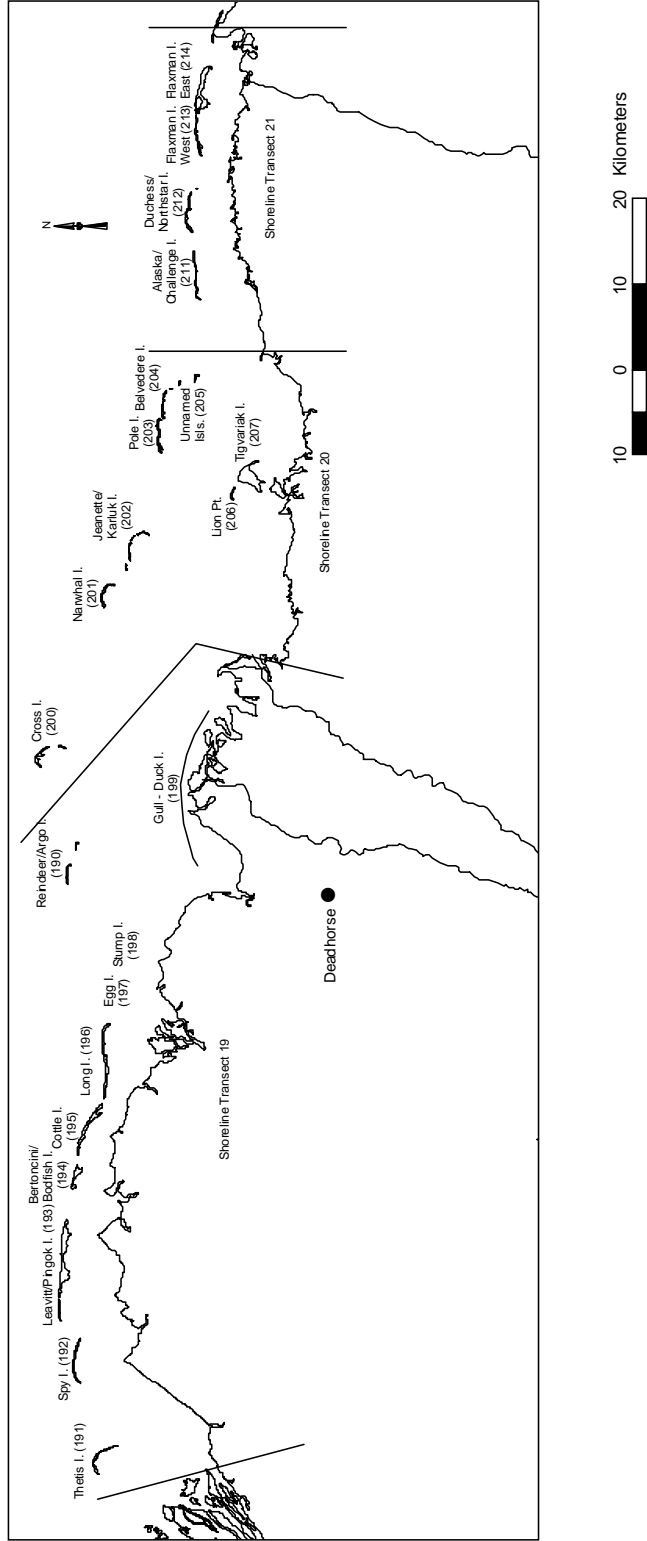 Thetis I. (191)
Spy I. (192)
Leavitt/Pingok I. (193)
Bertoncini/
Bodfish I.
(194)
Cottle I.
(195)
Long I. (196)
Egg I.
(197)
Stump I.
(198)
Reindeer/Argo I.
(190)
Cross I.
(200)
Gull - Duck I.
(199)
Narwhal I.
(201)
Jeanette/
Karluk I.
(202)
Pole I.
(203)
Belvedere I.
(204)
Unnamed
Isls. (205)
Lion Pt.
(206)
Tigvariak I.
(207)
Alaska/
Challenge I.
(211)
Duchess/
Northstar I.
(212)
Flaxman I.
West (213)
Flaxman I.
East (214)
N
Shoreline Transect 19
Shoreline Transect 20
Shoreline Transect 21
Deadhorse
10 0 10 20 Kilometers